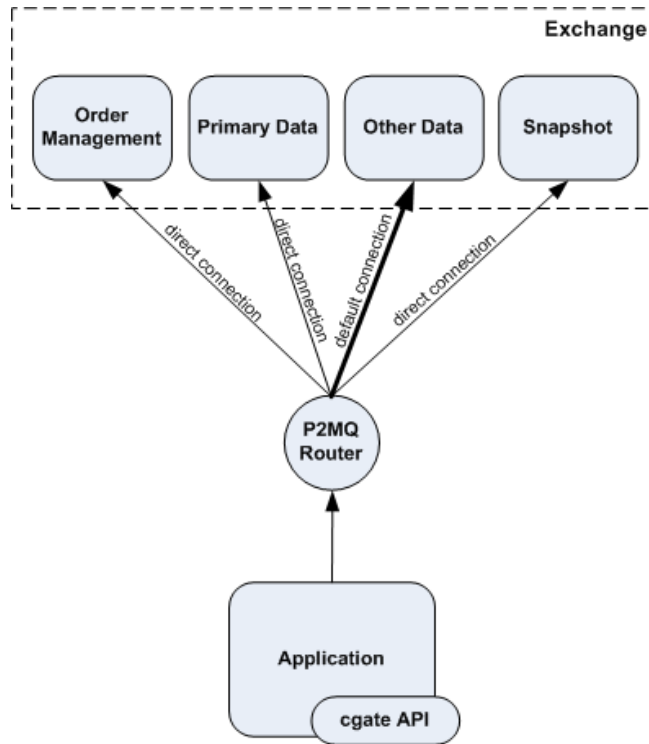 Exchange
Order
Management
Primary Data
Other Data
Snapshot
direct connection
direct connection
default connection
direct connection
P2MQ
Router
Application
cgate API